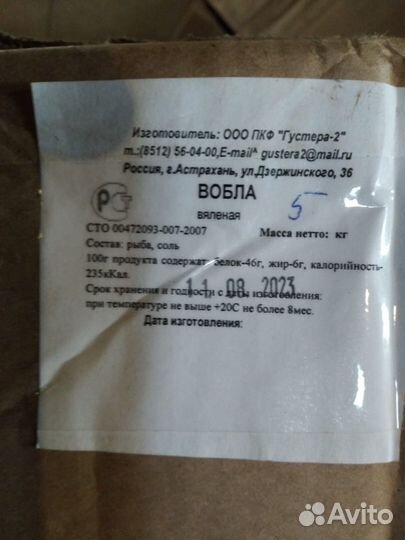 Изготовитель: ООО ПКФ "Густера-2"
т.:(8512) 56-04-00,E-mail^ gustera2@mail.ru
Россия, г.Астрахань, ул.Дзержинского, 36
ВОБЛА
вяленая 5
РСТ
СТО 00472093-007-2007 Масса нетто: кг
Состав: рыба, соль
100г продукта содержат: белок-46г, жир-6г, калорийность-
235кКал.
11 08 2023
Срок хранения и годности с даты изготовления:
при температуре не выше +20С не более 8мес.
Дата изготовления:
Avito